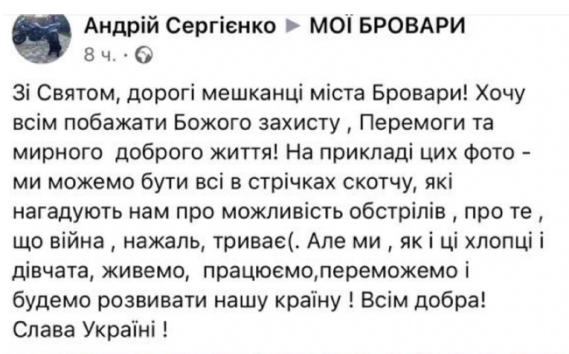 Андрій Сергієнко ▸ МОЇ БРОВАРИ
8 ч. ·
Зі Святом, дорогі мешканці міста Бровари! Хочу
всім побажати Божого захисту , Перемоги та
мирного  доброго життя! На прикладі цих фото -
ми можемо бути всі в стрічках скотчу, які
нагадують нам про можливість обстрілів , про те ,
що війна , нажаль, триває(. Але ми , як і ці хлопці і
дівчата, живемо,  працюємо,переможемо і
будемо розвивати нашу країну ! Всім добра!
Слава Україні !